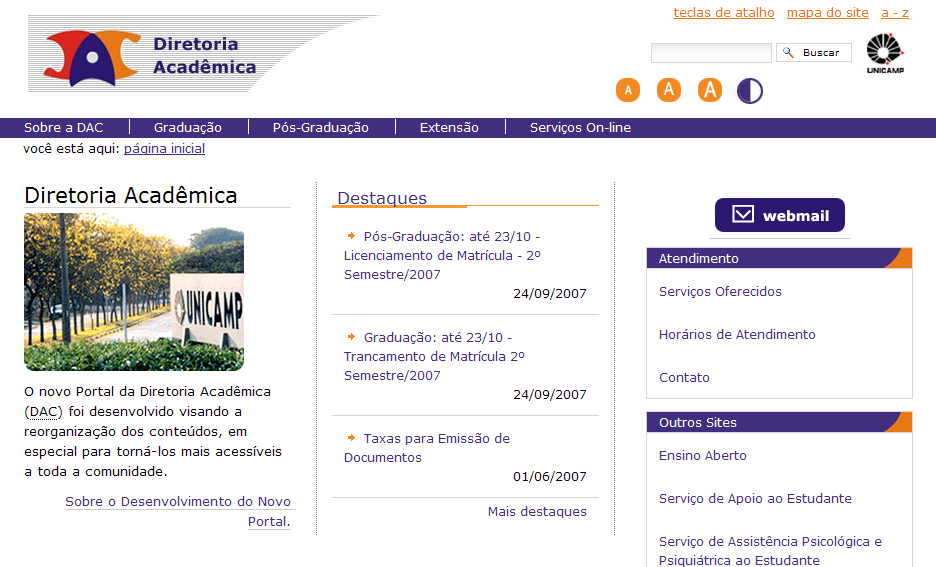 teclas de atalho mapa do site a - z
Diretoria
Acadêmica
Buscar
UNICAMP
A A A
Sobre a DAC Graduação Pós-Graduação Extensão Serviços On-line
você está aqui: página inicial
Diretoria Acadêmica
UNICAMP
O novo Portal da Diretoria Acadêmica
(DAC) foi desenvolvido visando a
reorganização dos conteúdos, em
especial para torná-los mais acessíveis
a toda a comunidade.
Sobre o Desenvolvimento do Novo
Portal.
Destaques
Pós-Graduação: até 23/10 -
Licenciamento de Matrícula - 2º
Semestre/2007
24/09/2007
Graduação: até 23/10 -
Trancamento de Matrícula 2º
Semestre/2007
24/09/2007
Taxas para Emissão de
Documentos
01/06/2007
Mais destaques
webmail
Atendimento
Serviços Oferecidos
Horários de Atendimento
Contato
Outros Sites
Ensino Aberto
Serviço de Apoio ao Estudante
Serviço de Assistência Psicológica e
Psiquiátrica ao Estudante